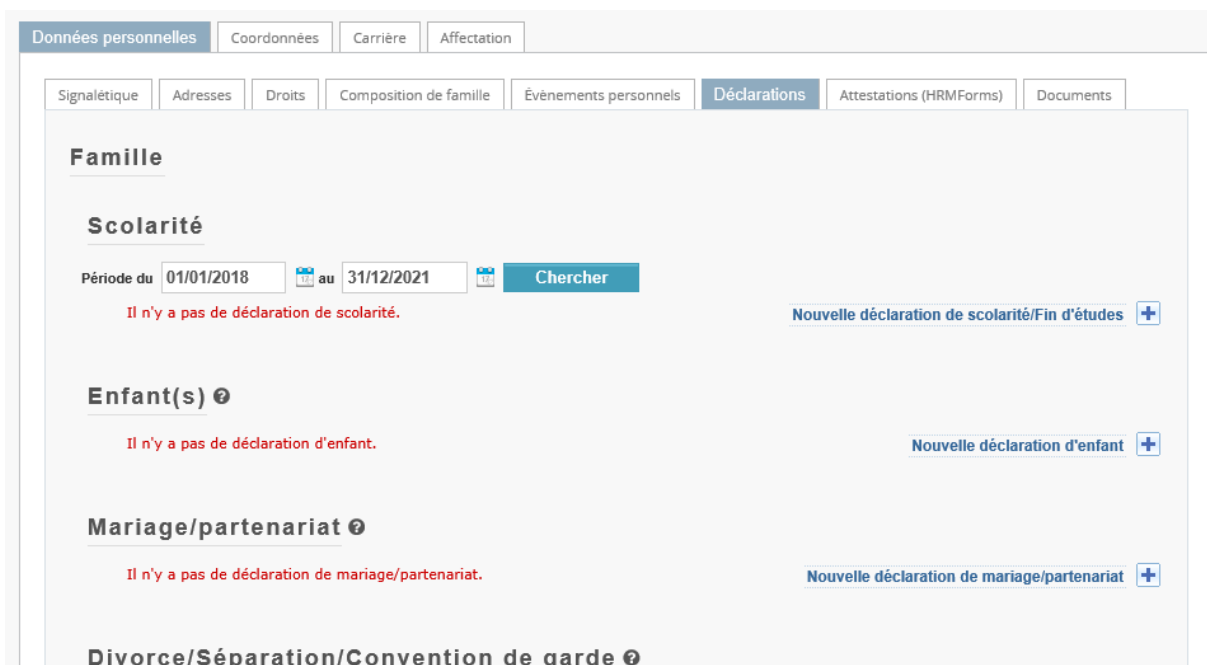 Données personnelles Coordonnées Carrière Affectation
Signalétique Adresses Droits Composition de famille Évènements personnels Déclarations Attestations (HRMForms) Documents
Famille
Scolarité
Période du 01/01/2018 au 31/12/2021 Chercher
Il n'y a pas de déclaration de scolarité. Nouvelle déclaration de scolarité/Fin d'études
Enfant(s)
Il n'y a pas de déclaration d'enfant. Nouvelle déclaration d'enfant
Mariage/partenariat
Il n'y a pas de déclaration de mariage/partenariat. Nouvelle déclaration de mariage/partenariat
Divorce/Séparation/Convention de garde